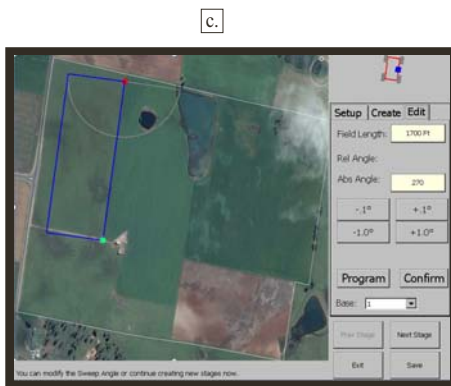 c.
Setup Create Edit
Field Length: 1700 Ft
Rel Angle:
Abs Angle: 270
-.1° +.1°
-1.0° +1.0°
Program Confirm
Base: 1
Prev Stage Next Stage
Exit Save
You can modify the Sweep Angle or continue creating new stages now.